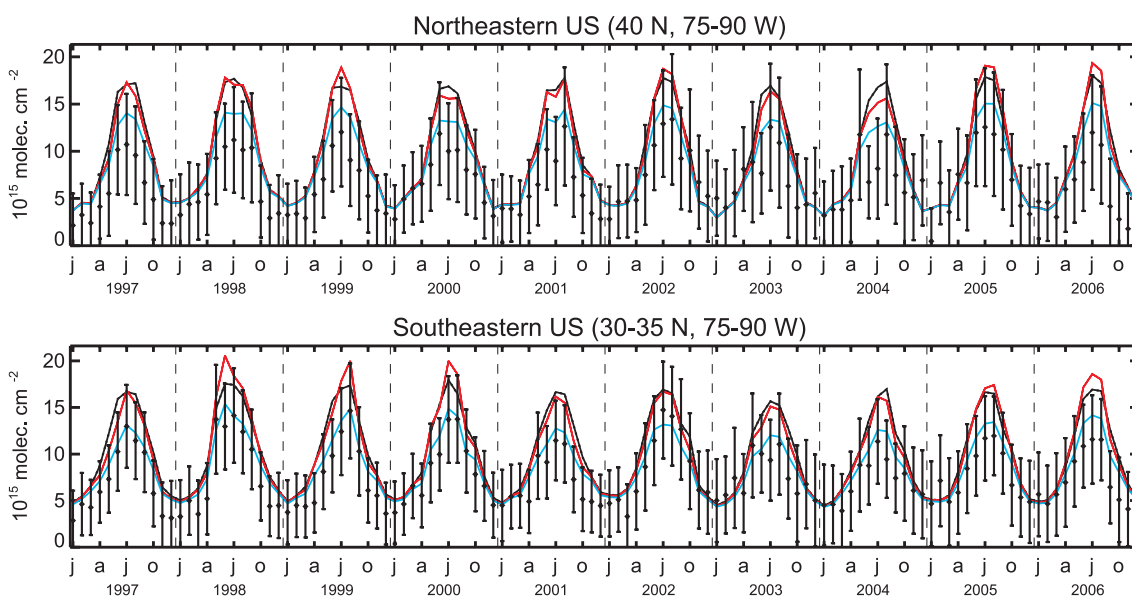 Northeastern US (40 N, 75-90 W)
20
15
10
5
0
10¹⁵ molec. cm ⁻²
j a j o j a j o j a j o j a j o j a j o j a j o j a j o j a j o j a j o j a j o
1997 1998 1999 2000 2001 2002 2003 2004 2005 2006
Southeastern US (30-35 N, 75-90 W)
20
15
10
5
0
10¹⁵ molec. cm ⁻²
j a j o j a j o j a j o j a j o j a j o j a j o j a j o j a j o j a j o j a j o
1997 1998 1999 2000 2001 2002 2003 2004 2005 2006